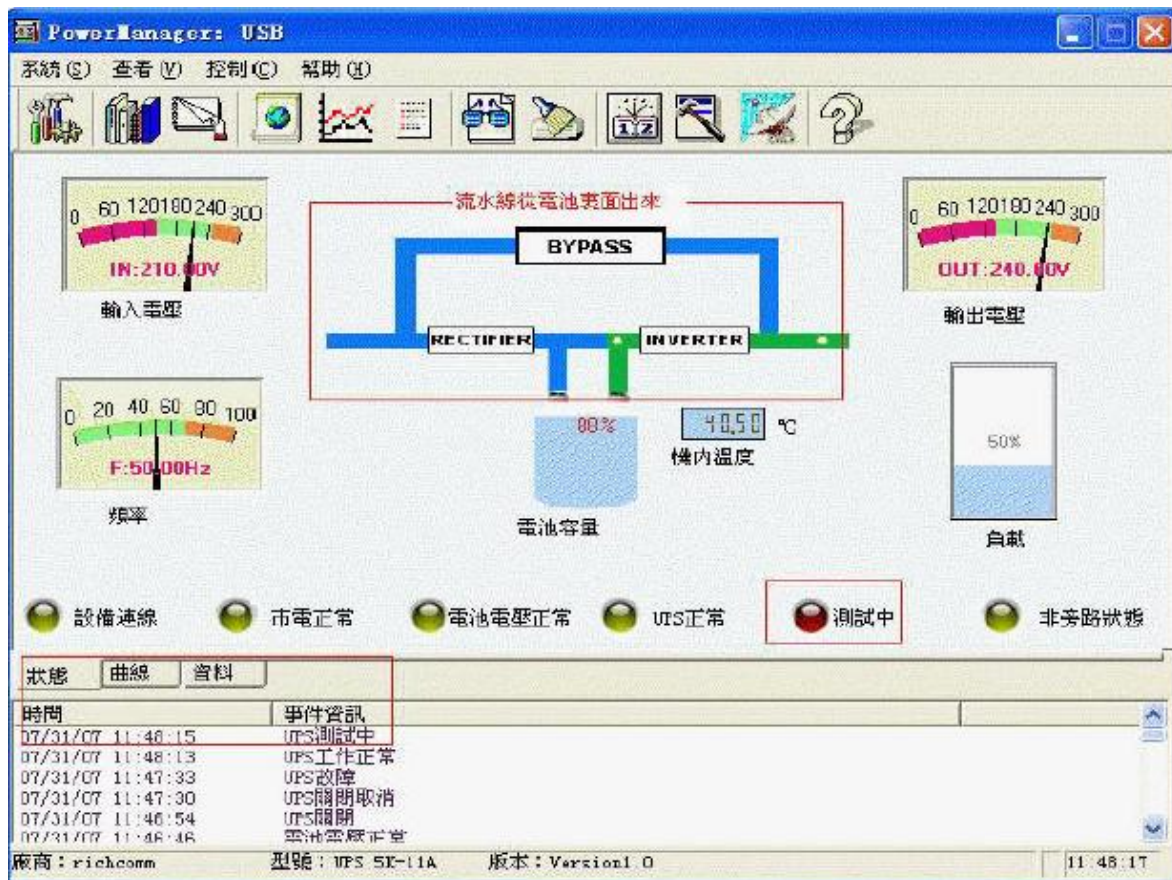 PowerManager: USB
系統(S) 查看(V) 控制(C) 幫助(H)
流水線從電池裏面出來
0 60 120 180 240 300
IN:210.00V
輸入電壓
BYPASS
0 60 120 180 240 300
OUT:240.00V
輸出電壓
RECTIFIER
INVERTER
0 20 40 60 80 100
F:50.00Hz
頻率
80%
電池容量
40.50 ℃
機內溫度
50%
負載
設備連線 市電正常 電池電壓正常 UPS正常 測試中 非旁路狀態
狀態 曲線 資料
時間 事件資訊
07/31/07 11:48:15 UPS測試中
07/31/07 11:48:13 UPS工作正常
07/31/07 11:47:33 UPS故障
07/31/07 11:47:30 UPS關閉取消
07/31/07 11:46:54 UPS關閉
07/31/07 11:46:46 電池電壓正常
廠商：richcomm 型號：UPS 5K-11A 版本：Version1.0 11:48:17